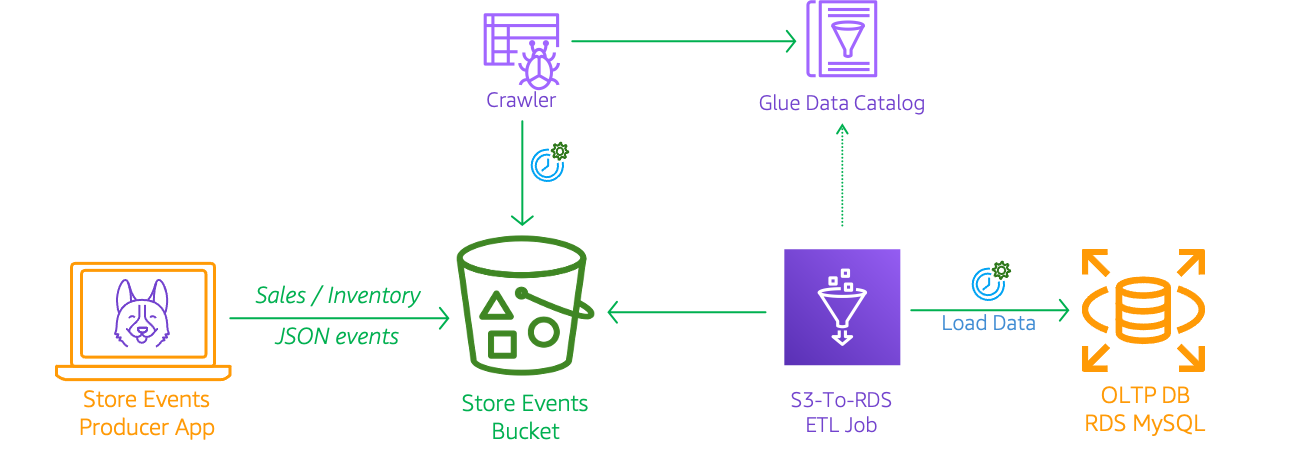 Crawler
Glue Data Catalog
Sales / Inventory
JSON events
Load Data
Store Events
Producer App
Store Events
Bucket
S3-To-RDS
ETL Job
OLTP DB
RDS MySQL